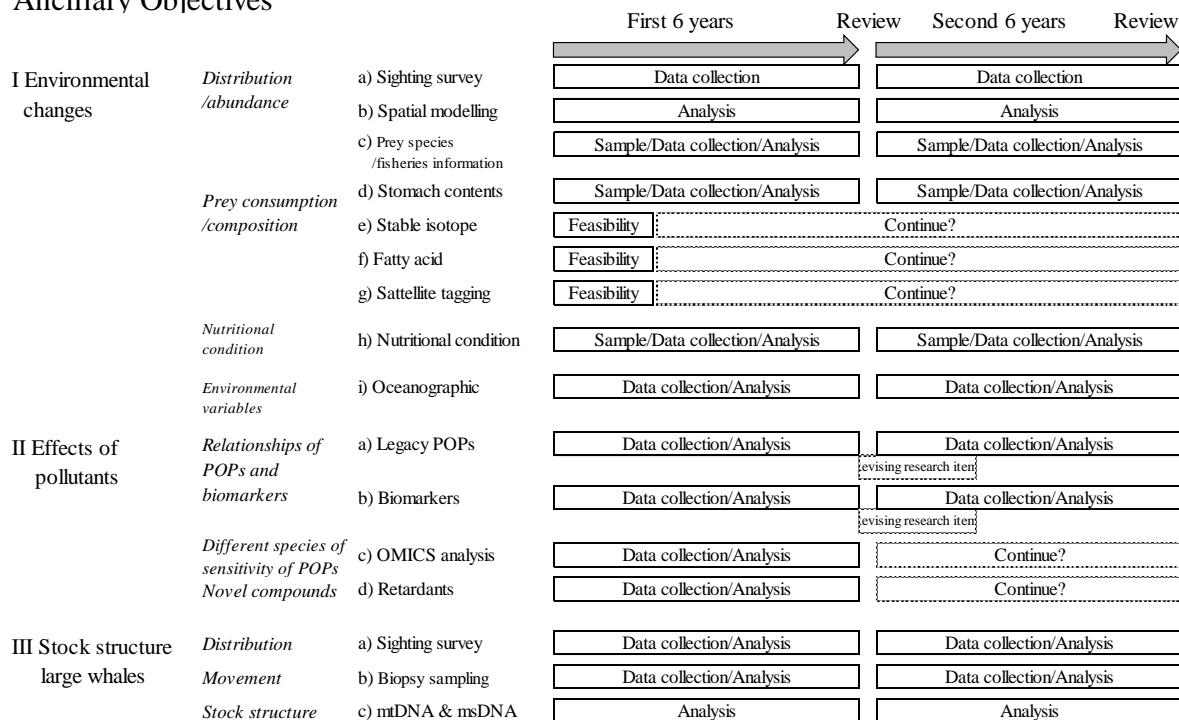 Ancillary Objectives
First 6 years Review Second 6 years Review
I Environmental changes
Distribution /abundance
a) Sighting survey Data collection Data collection
b) Spatial modelling Analysis Analysis
c) Prey species /fisheries information Sample/Data collection/Analysis Sample/Data collection/Analysis
Prey consumption /composition
d) Stomach contents Sample/Data collection/Analysis Sample/Data collection/Analysis
e) Stable isotope Feasibility Continue?
f) Fatty acid Feasibility Continue?
g) Sattellite tagging Feasibility Continue?
Nutritional condition
h) Nutritional condition Sample/Data collection/Analysis Sample/Data collection/Analysis
Environmental variables
i) Oceanographic Data collection/Analysis Data collection/Analysis
II Effects of pollutants
Relationships of POPs and biomarkers
a) Legacy POPs Data collection/Analysis Data collection/Analysis
evising research item
b) Biomarkers Data collection/Analysis Data collection/Analysis
evising research item
Different species of sensitivity of POPs
Novel compounds
c) OMICS analysis Data collection/Analysis Continue?
d) Retardants Data collection/Analysis Continue?
III Stock structure large whales
Distribution a) Sighting survey Data collection/Analysis Data collection/Analysis
Movement b) Biopsy sampling Data collection/Analysis Data collection/Analysis
Stock structure c) mtDNA & msDNA Analysis Analysis